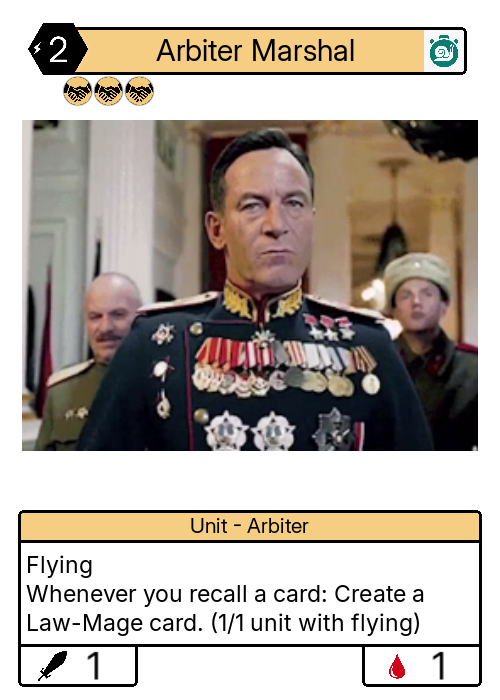 2
Arbiter Marshal
Unit - Arbiter
Flying
Whenever you recall a card: Create a
Law-Mage card. (1/1 unit with flying)
1
1